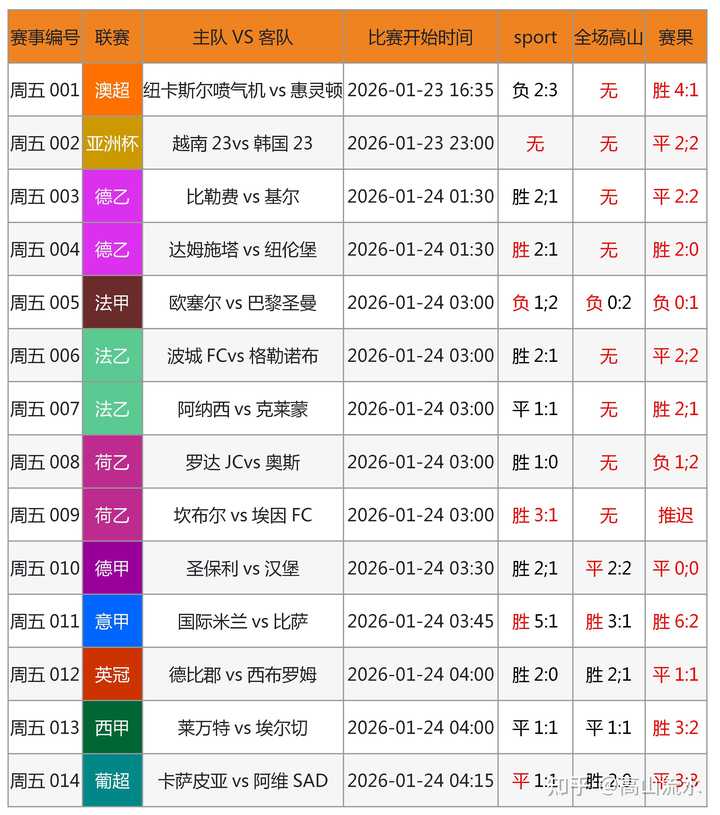 赛事编号 联赛 主队 VS 客队 比赛开始时间 sport 全场高山 赛果
周五 001 澳超 纽卡斯尔喷气机 vs 惠灵顿 2026-01-23 16:35 负 2:3 无 胜 4:1
周五 002 亚洲杯 越南 23vs 韩国 23 2026-01-23 23:00 无 无 平 2;2
周五 003 德乙 比勒费 vs 基尔 2026-01-24 01:30 胜 2;1 无 平 2:2
周五 004 德乙 达姆施塔 vs 纽伦堡 2026-01-24 01:30 胜 2:1 无 胜 2:0
周五 005 法甲 欧塞尔 vs 巴黎圣曼 2026-01-24 03:00 负 1;2 负 0:2 负 0:1
周五 006 法乙 波城 FCvs 格勒诺布 2026-01-24 03:00 胜 2:1 无 平 2;2
周五 007 法乙 阿纳西 vs 克莱蒙 2026-01-24 03:00 平 1:1 无 胜 2;1
周五 008 荷乙 罗达 JCvs 奥斯 2026-01-24 03:00 胜 1:0 无 负 1;2
周五 009 荷乙 坎布尔 vs 埃因 FC 2026-01-24 03:00 胜 3:1 无 推迟
周五 010 德甲 圣保利 vs 汉堡 2026-01-24 03:30 胜 2;1 平 2:2 平 0;0
周五 011 意甲 国际米兰 vs 比萨 2026-01-24 03:45 胜 5:1 胜 3:1 胜 6:2
周五 012 英冠 德比郡 vs 西布罗姆 2026-01-24 04:00 胜 2:0 胜 2;1 平 1:1
周五 013 西甲 莱万特 vs 埃尔切 2026-01-24 04:00 平 1:1 平 1:1 胜 3:2
周五 014 葡超 卡萨皮亚 vs 阿维 SAD 2026-01-24 04:15 平 1:1 胜 2:0 平 3:3
知乎 @高山流水